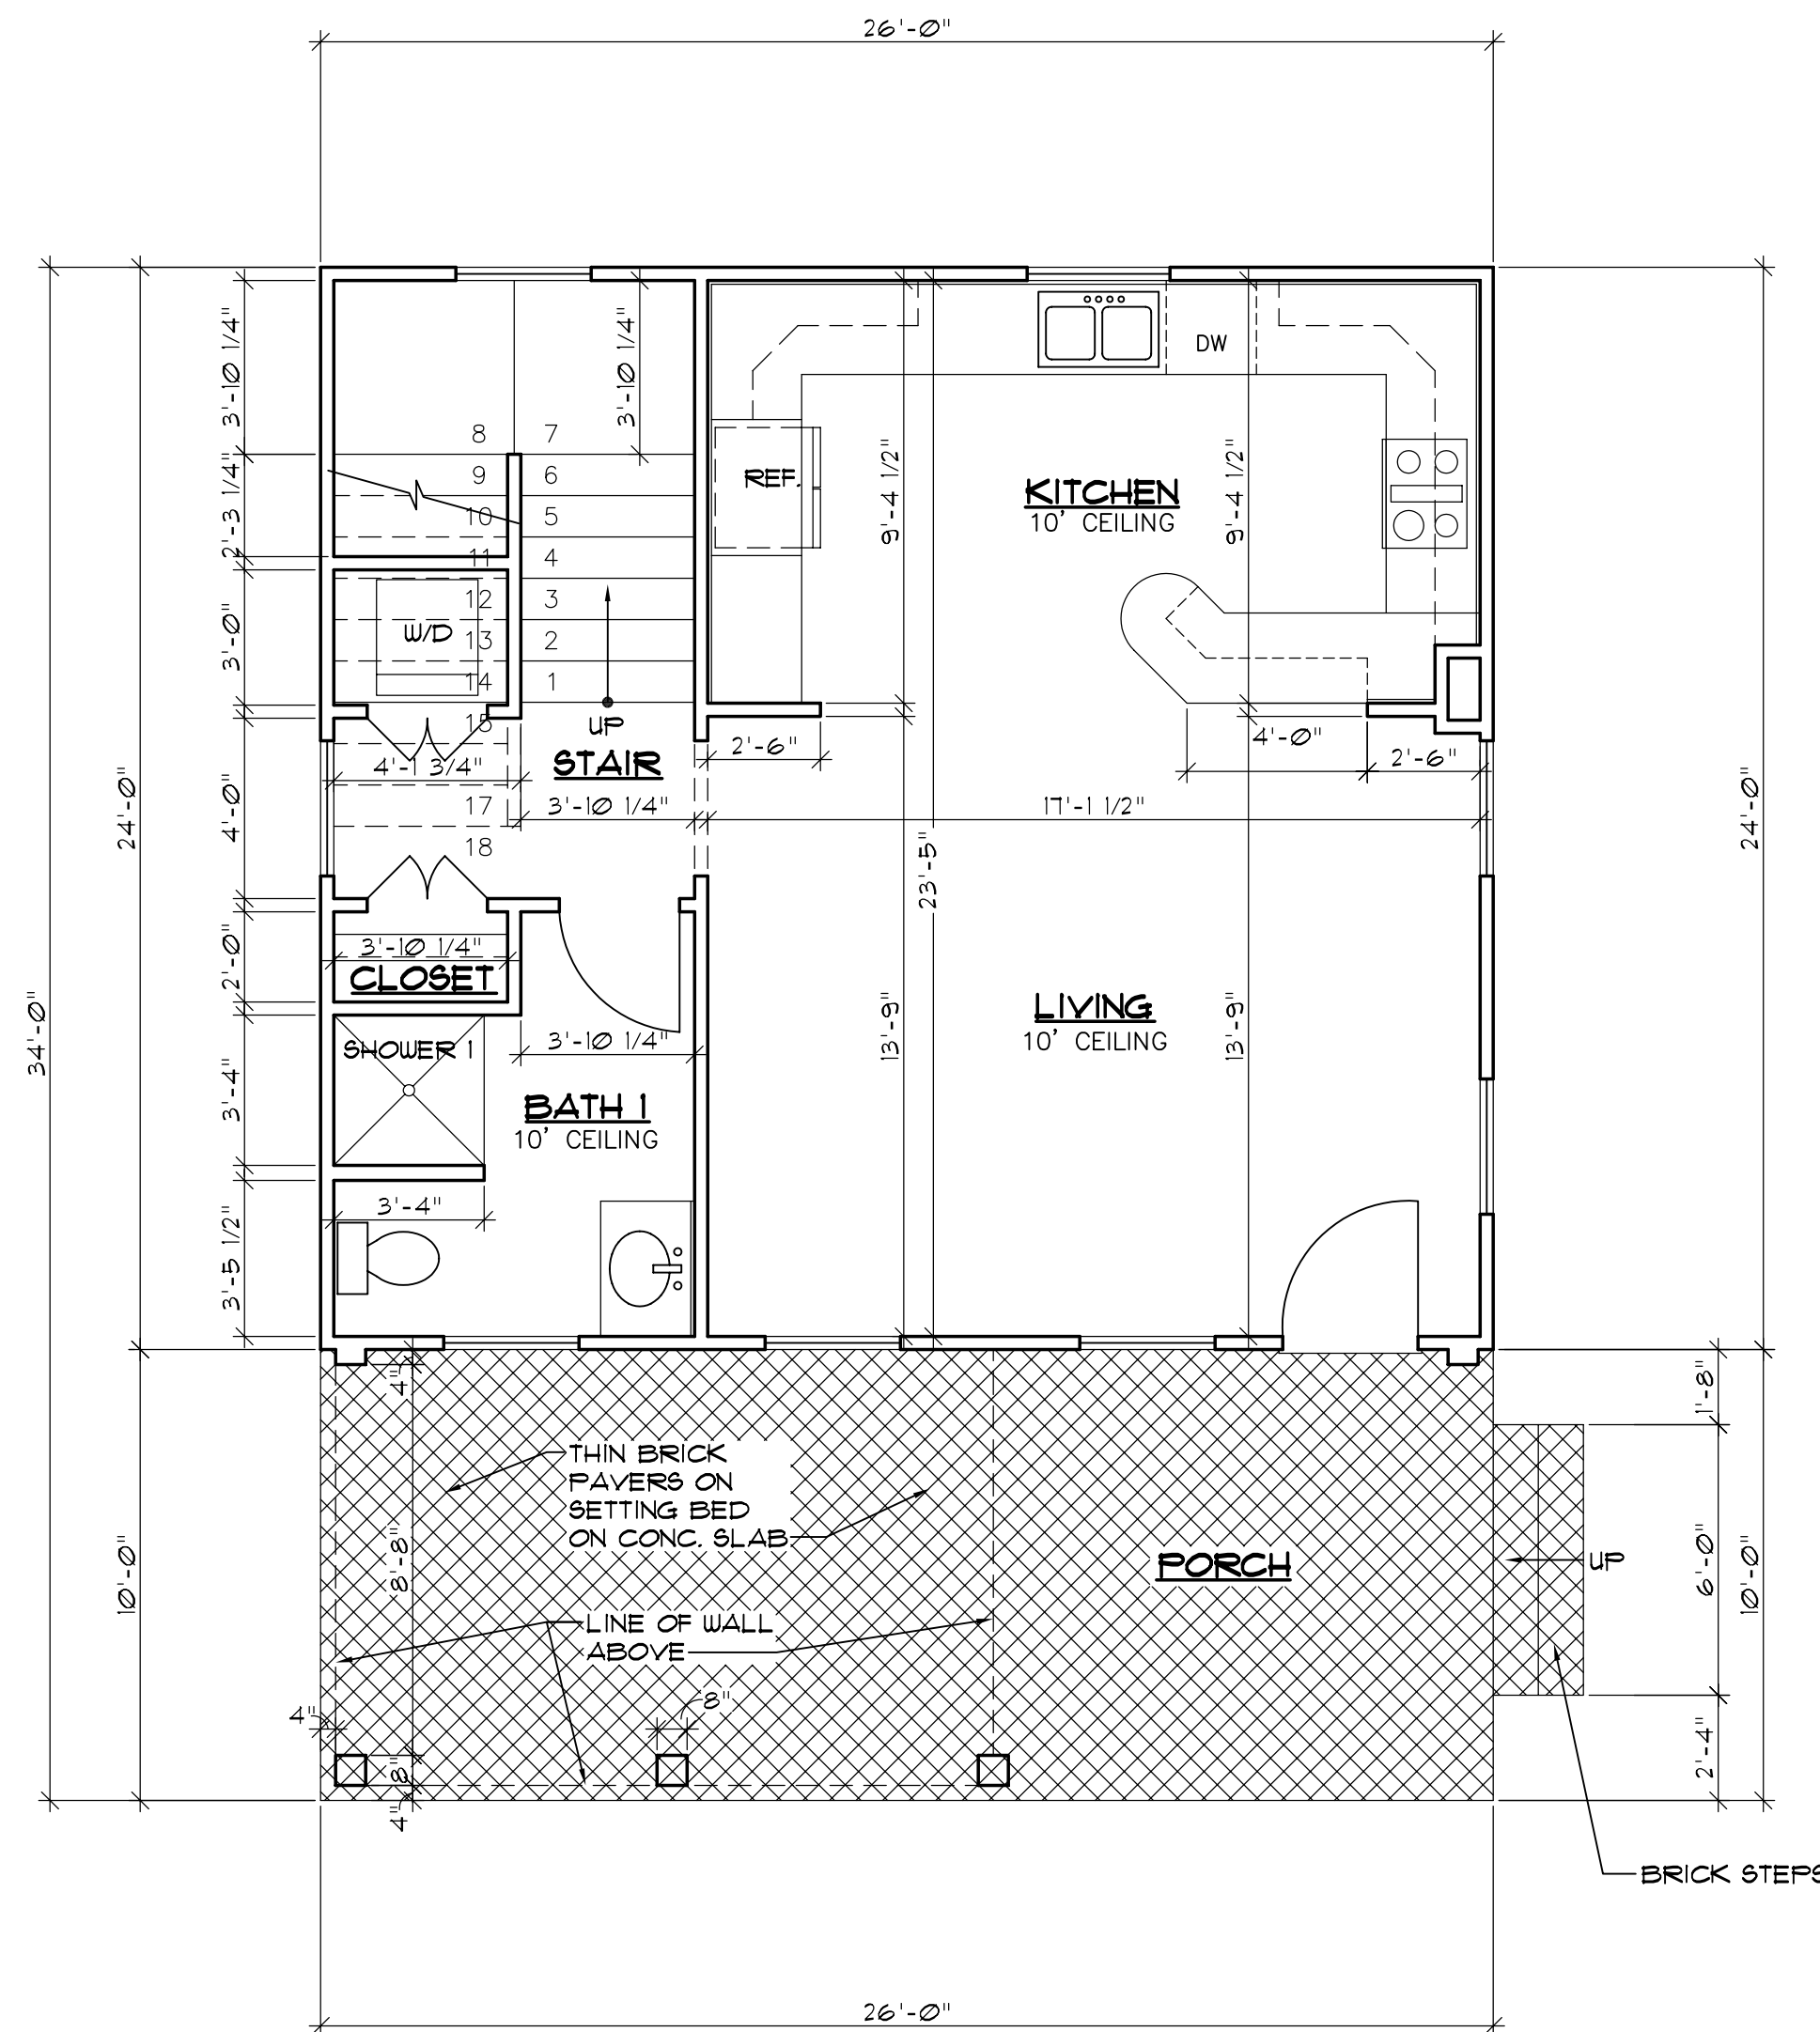 26'-0"
3'-10 1/4"
3'-10 1/4"
DW
8 7
9 6
10 5
11 4
12 3
13 2
14 1
15
17
18
2'-3 1/4"
REF.
9'-4 1/2"
9'-4 1/2"
KITCHEN
10' CEILING
W/D
3'-0"
UP
STAIR
4'-1 3/4"
2'-6"
4'-0"
2'-6"
3'-10 1/4"
17'-1 1/2"
24'-0"
4'-0"
24'-0"
23'-5"
3'-10 1/4"
CLOSET
2'-0"
34'-0"
13'-9"
LIVING
10' CEILING
13'-9"
SHOWER 1
3'-10 1/4"
3'-4"
BATH 1
10' CEILING
3'-4"
3'-5 1/2"
4"
1'-8"
THIN BRICK
PAVERS ON
SETTING BED
ON CONC. SLAB
8'-8"
10'-0"
PORCH
UP
6'-0"
10'-0"
LINE OF WALL
ABOVE
4"
8"
8"
4"
2'-4"
BRICK STEPS
26'-0"